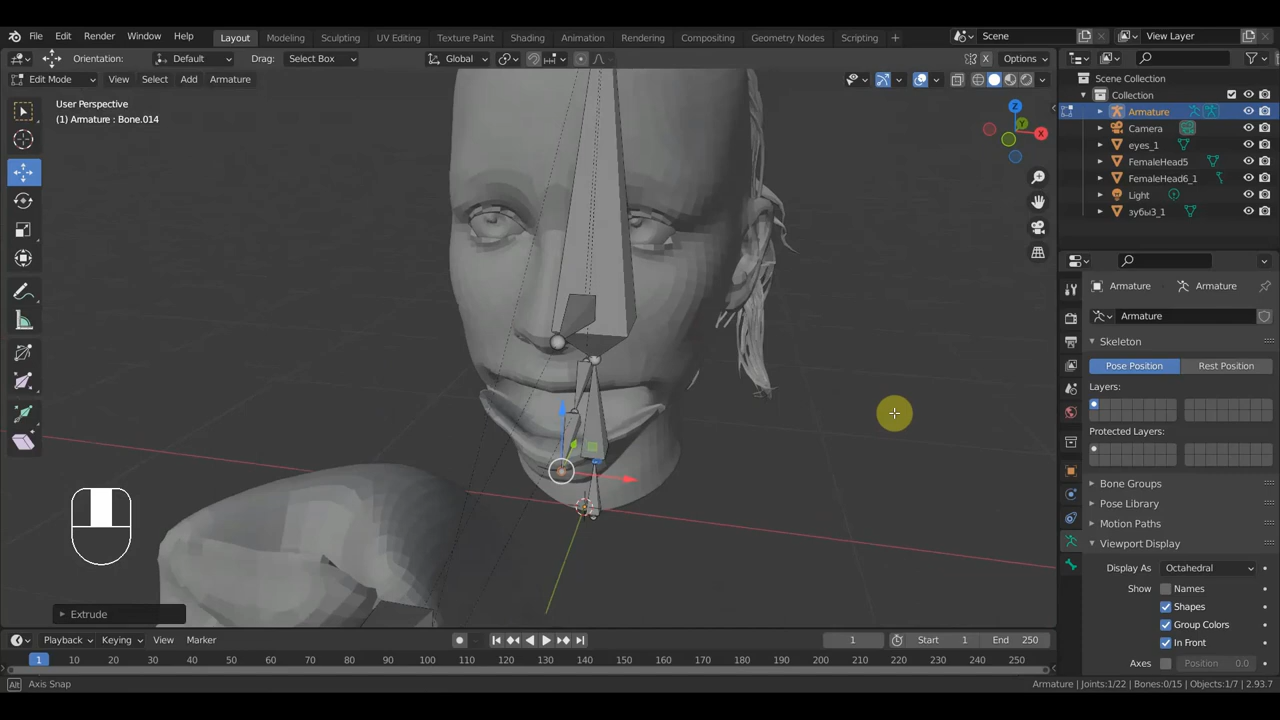 File Edit Render Window Help Layout Modeling Sculpting UV Editing Texture Paint Shading Animation Rendering Compositing Geometry Nodes Scripting + Scene View Layer
Orientation: Default Drag: Select Box Global X Options
Edit Mode View Select Add Armature
User Perspective
(1) Armature : Bone.014
Z
Y
X
Scene Collection
Collection
Armature
Camera
eyes_1
FemaleHead5
FemaleHead6_1
Light
зубы3_1
Armature Armature
Armature
Skeleton
Pose Position Rest Position
Layers:
Protected Layers:
Bone Groups
Pose Library
Motion Paths
Viewport Display
Display As Octahedral
Show Names
Shapes
Group Colors
In Front
Axes Position 0.0
Extrude
Playback Keying View Marker 1 Start 1 End 250
1 10 20 30 40 50 60 70 80 90 100 110 120 130 140 150 160 170 180 190 200 210 220 230 240 250
Alt Axis Snap Armature | Joints:1/22 | Bones:0/15 | Objects:1/7 | 2.93.7